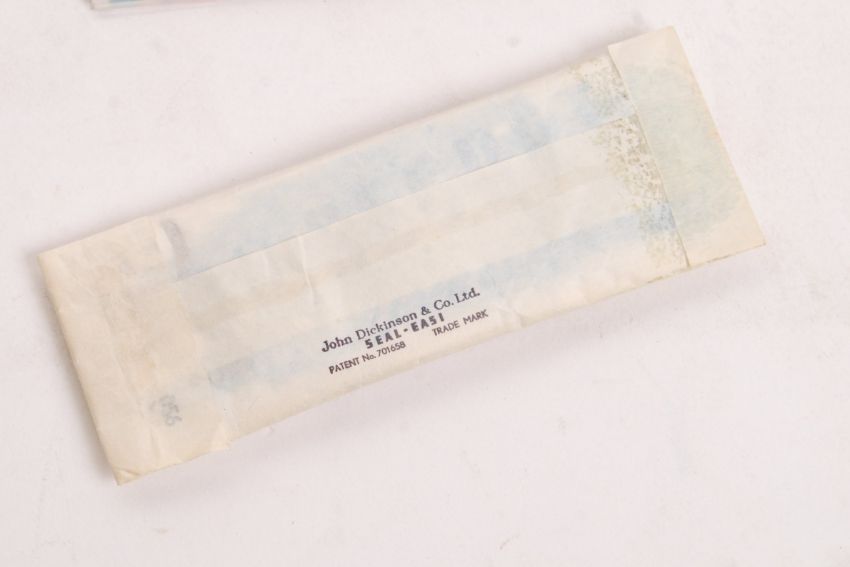 John Dickinson & Co. Ltd.
SEAL-EASI
PATENT No. 701658 TRADE MARK